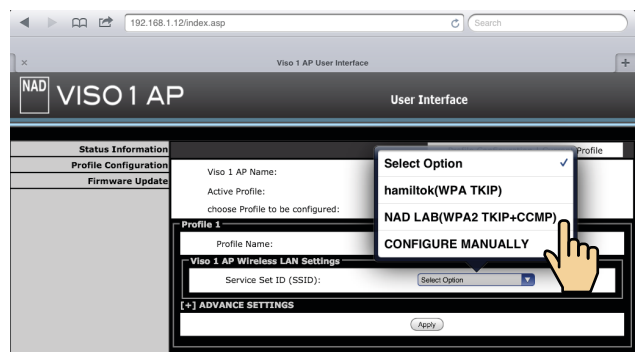 192.168.1.12/index.asp
Search
Viso 1 AP User Interface
NAD VISO 1 AP
User Interface
Status Information
Profile
Profile Configuration
Firmware Update
Viso 1 AP Name:
Active Profile:
choose Profile to be configured:
Select Option
hamiltok(WPA TKIP)
NAD LAB(WPA2 TKIP+CCMP)
CONFIGURE MANUALLY
Profile 1
Profile Name:
Viso 1 AP Wireless LAN Settings
Service Set ID (SSID):
Select Option
[+] ADVANCE SETTINGS
Apply